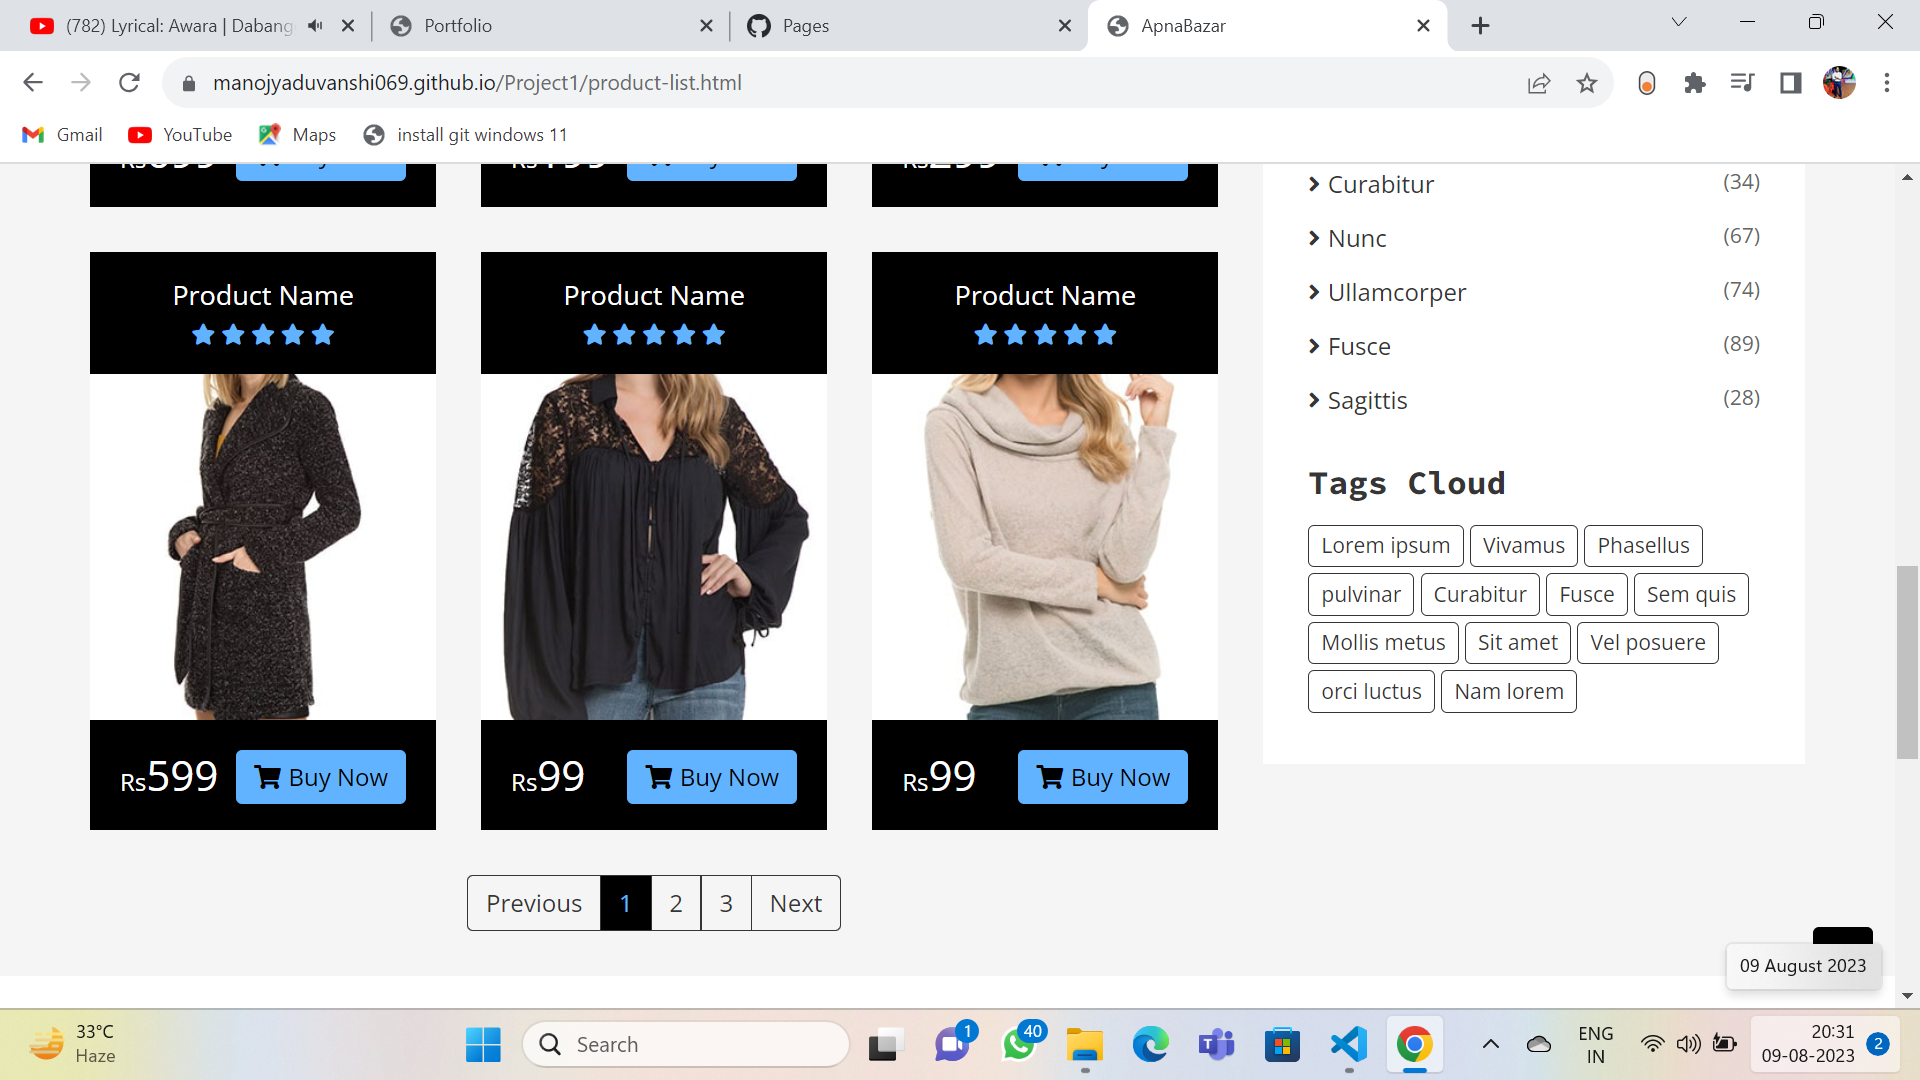 (782) Lyrical: Awara | Dabang
Portfolio
Pages
ApnaBazar
manojyaduvanshi069.github.io/Project1/product-list.html
Gmail
YouTube
Maps
install git windows 11
Curabitur (34)
Nunc (67)
Ullamcorper (74)
Fusce (89)
Sagittis (28)
Product Name
Product Name
Product Name
Rs599 Buy Now
Rs99 Buy Now
Rs99 Buy Now
Tags Cloud
Lorem ipsum Vivamus Phasellus
pulvinar Curabitur Fusce Sem quis
Mollis metus Sit amet Vel posuere
orci luctus Nam lorem
Previous 1 2 3 Next
09 August 2023
33°C
Haze
Search
1
40
ENG
IN
20:31
09-08-2023
2